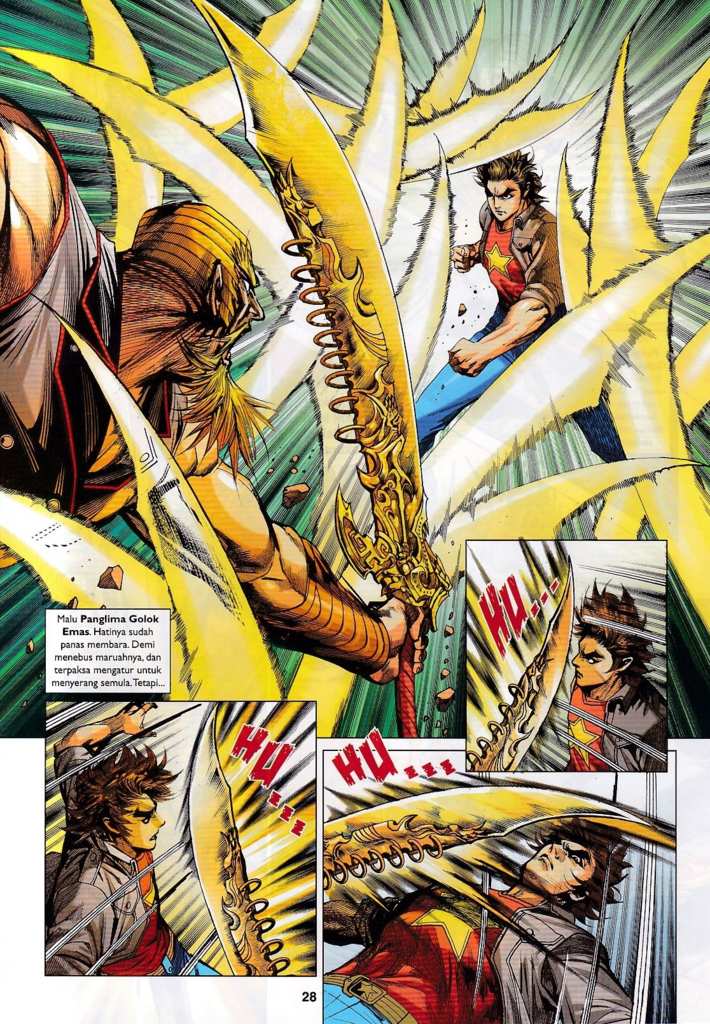 Malu Panglima Golok
Emas. Hatinya sudah
panas membara. Demi
menebus maruahnya, dan
terpaksa mengatur untuk
menyerang semula. Tetapi...
HU...
HU...
HU...
28